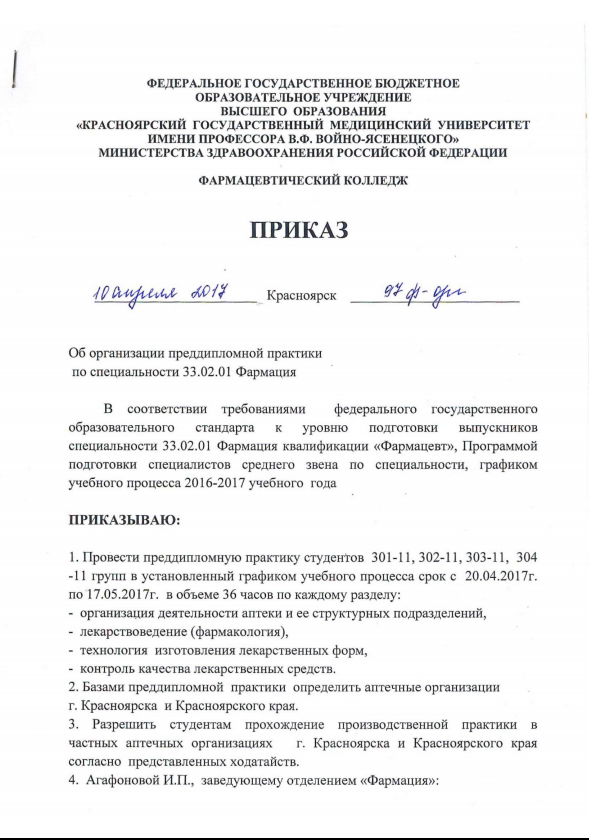 ФЕДЕРАЛЬНОЕ ГОСУДАРСТВЕННОЕ БЮДЖЕТНОЕ
ОБРАЗОВАТЕЛЬНОЕ УЧРЕЖДЕНИЕ
ВЫСШЕГО ОБРАЗОВАНИЯ
«КРАСНОЯРСКИЙ ГОСУДАРСТВЕННЫЙ МЕДИЦИНСКИЙ УНИВЕРСИТЕТ
ИМЕНИ ПРОФЕССОРА В.Ф. ВОЙНО-ЯСЕНЕЦКОГО»
МИНИСТЕРСТВА ЗДРАВООХРАНЕНИЯ РОССИЙСКОЙ ФЕДЕРАЦИИ
ФАРМАЦЕВТИЧЕСКИЙ КОЛЛЕДЖ
ПРИКАЗ
10 апреля 2017 Красноярск 97 ф-орг
Об организации преддипломной практики
по специальности 33.02.01 Фармация
В соответствии требованиями федерального государственного
образовательного стандарта к уровню подготовки выпускников
специальности 33.02.01 Фармация квалификации «Фармацевт», Программой
подготовки специалистов среднего звена по специальности, графиком
учебного процесса 2016-2017 учебного года
ПРИКАЗЫВАЮ:
1. Провести преддипломную практику студентов 301-11, 302-11, 303-11, 304
-11 групп в установленный графиком учебного процесса срок с 20.04.2017г.
по 17.05.2017г. в объеме 36 часов по каждому разделу:
- организация деятельности аптеки и ее структурных подразделений,
- лекарствоведение (фармакология),
- технология изготовления лекарственных форм,
- контроль качества лекарственных средств.
2. Базами преддипломной практики определить аптечные организации
г. Красноярска и Красноярского края.
3. Разрешить студентам прохождение производственной практики в
частных аптечных организациях г. Красноярска и Красноярского края
согласно представленных ходатайств.
4. Агафоновой И.П., заведующему отделением «Фармация»: